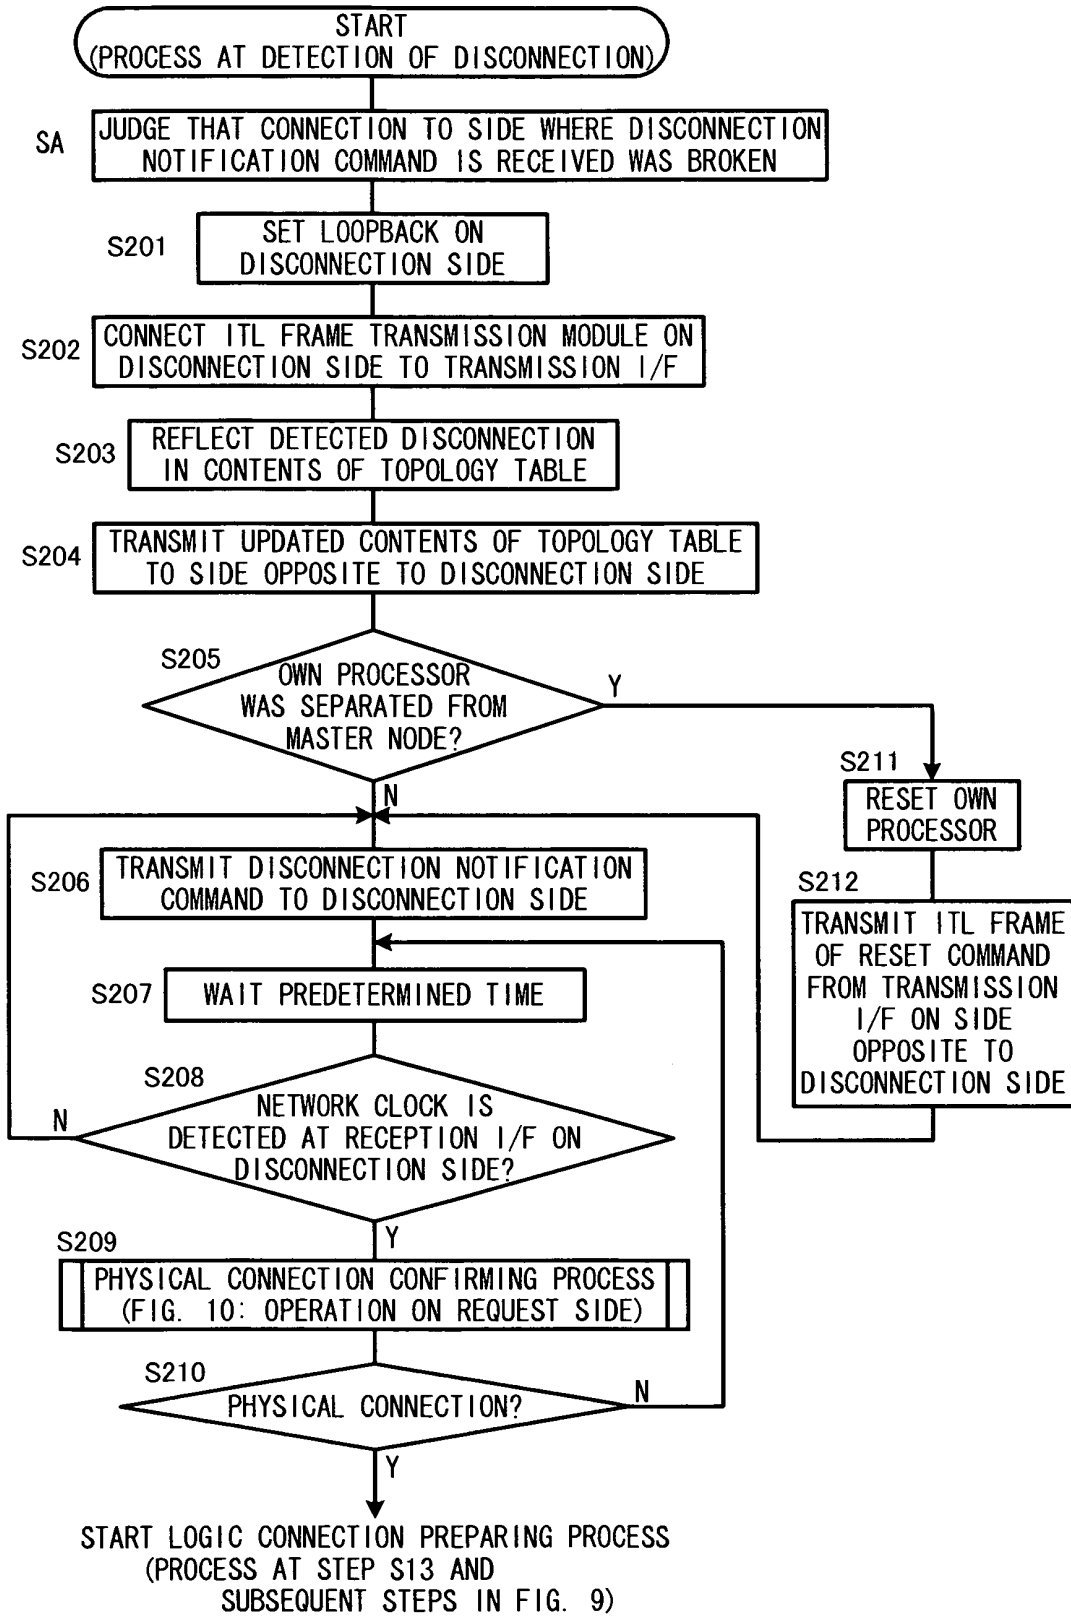 START
(PROCESS AT DETECTION OF DISCONNECTION)
SA
JUDGE THAT CONNECTION TO SIDE WHERE DISCONNECTION
NOTIFICATION COMMAND IS RECEIVED WAS BROKEN
S201
SET LOOPBACK ON
DISCONNECTION SIDE
S202
CONNECT ITL FRAME TRANSMISSION MODULE ON
DISCONNECTION SIDE TO TRANSMISSION I/F
S203
REFLECT DETECTED DISCONNECTION
IN CONTENTS OF TOPOLOGY TABLE
S204
TRANSMIT UPDATED CONTENTS OF TOPOLOGY TABLE
TO SIDE OPPOSITE TO DISCONNECTION SIDE
S205
OWN PROCESSOR
WAS SEPARATED FROM
MASTER NODE?
Y
N
S211
RESET OWN
PROCESSOR
S212
TRANSMIT ITL FRAME
OF RESET COMMAND
FROM TRANSMISSION
I/F ON SIDE
OPPOSITE TO
DISCONNECTION SIDE
S206
TRANSMIT DISCONNECTION NOTIFICATION
COMMAND TO DISCONNECTION SIDE
S207
WAIT PREDETERMINED TIME
S208
NETWORK CLOCK IS
DETECTED AT RECEPTION I/F ON
DISCONNECTION SIDE?
N
Y
S209
PHYSICAL CONNECTION CONFIRMING PROCESS
(FIG. 10: OPERATION ON REQUEST SIDE)
S210
PHYSICAL CONNECTION?
N
Y
START LOGIC CONNECTION PREPARING PROCESS
(PROCESS AT STEP S13 AND
SUBSEQUENT STEPS IN FIG. 9)